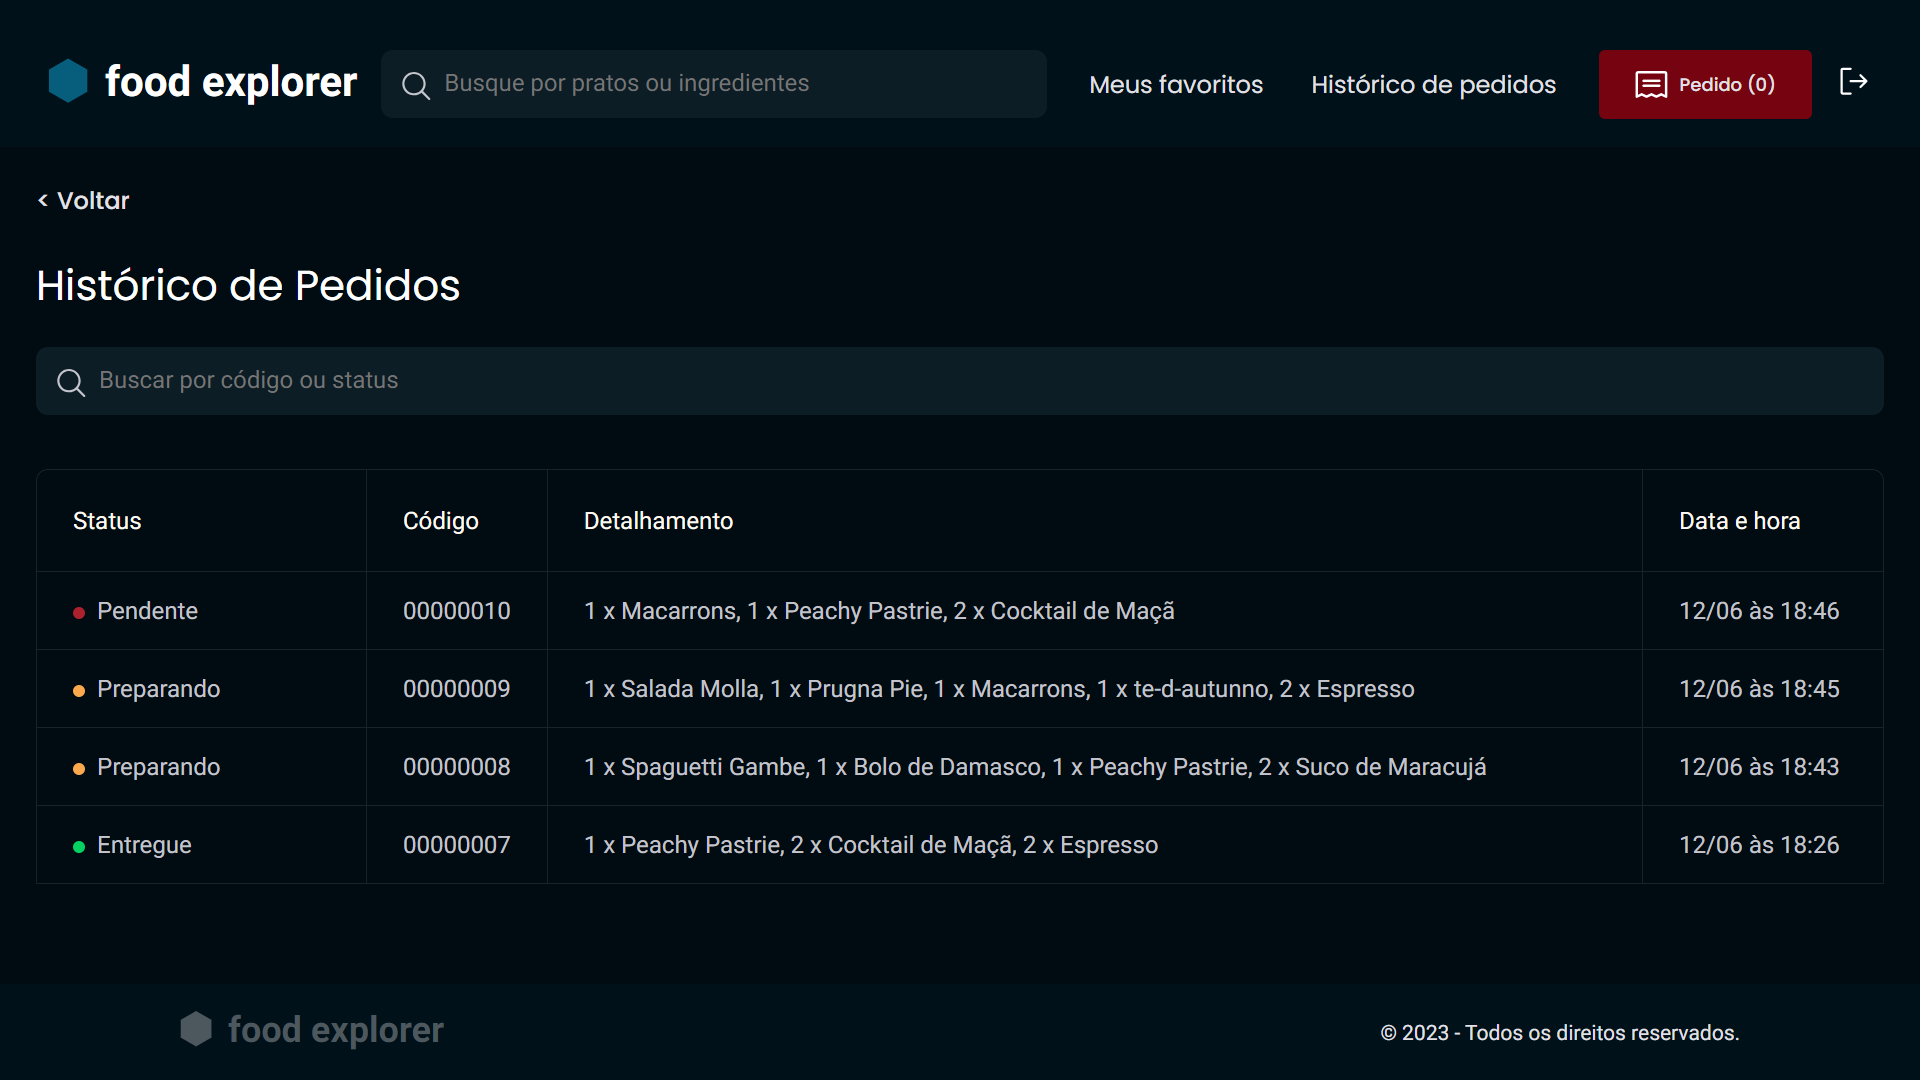 food explorer
Busque por pratos ou ingredientes
Meus favoritos
Histórico de pedidos
Pedido (0)
< Voltar
Histórico de Pedidos
Buscar por código ou status
Status Código Detalhamento Data e hora
Pendente 00000010 1 x Macarrons, 1 x Peachy Pastrie, 2 x Cocktail de Maçã 12/06 às 18:46
Preparando 00000009 1 x Salada Molla, 1 x Prugna Pie, 1 x Macarrons, 1 x te-d-autunno, 2 x Espresso 12/06 às 18:45
Preparando 00000008 1 x Spaguetti Gambe, 1 x Bolo de Damasco, 1 x Peachy Pastrie, 2 x Suco de Maracujá 12/06 às 18:43
Entregue 00000007 1 x Peachy Pastrie, 2 x Cocktail de Maçã, 2 x Espresso 12/06 às 18:26
food explorer
© 2023 - Todos os direitos reservados.